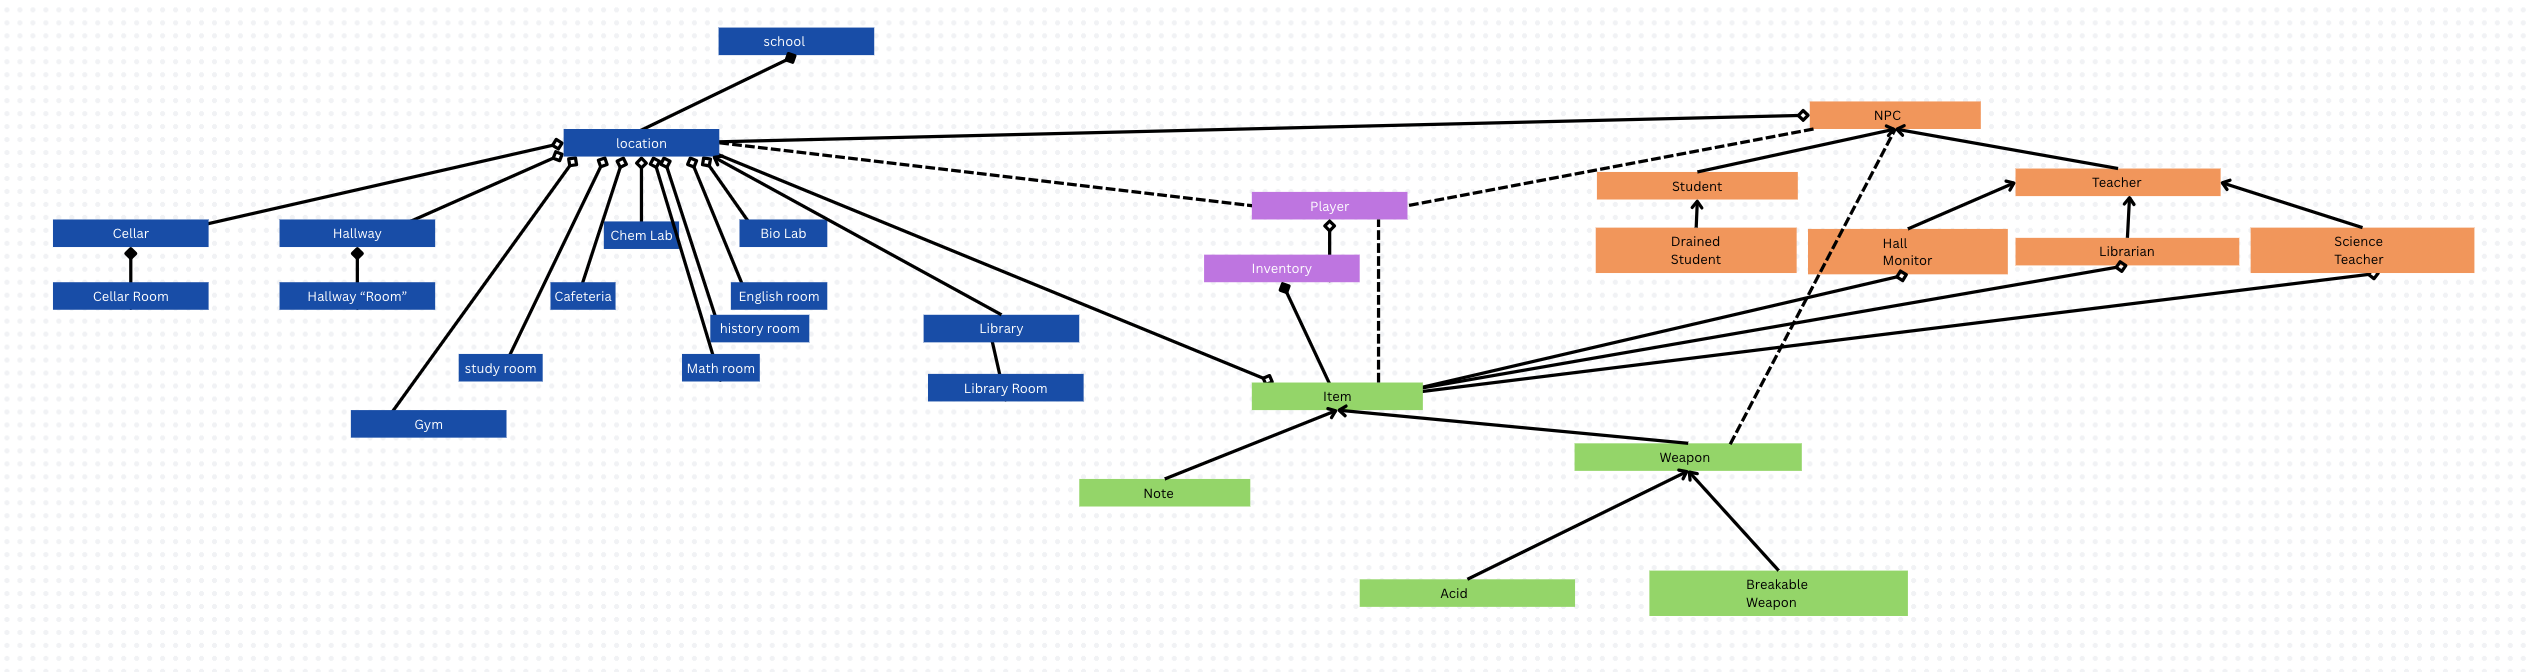 school
location
NPC
Student
Teacher
Player
Cellar
Hallway
Chem Lab
Bio Lab
Drained
Student
Hall
Monitor
Librarian
Science
Teacher
Inventory
Cellar Room
Hallway “Room”
Cafeteria
English room
history room
Library
study room
Math room
Library Room
Item
Gym
Weapon
Note
Acid
Breakable
Weapon